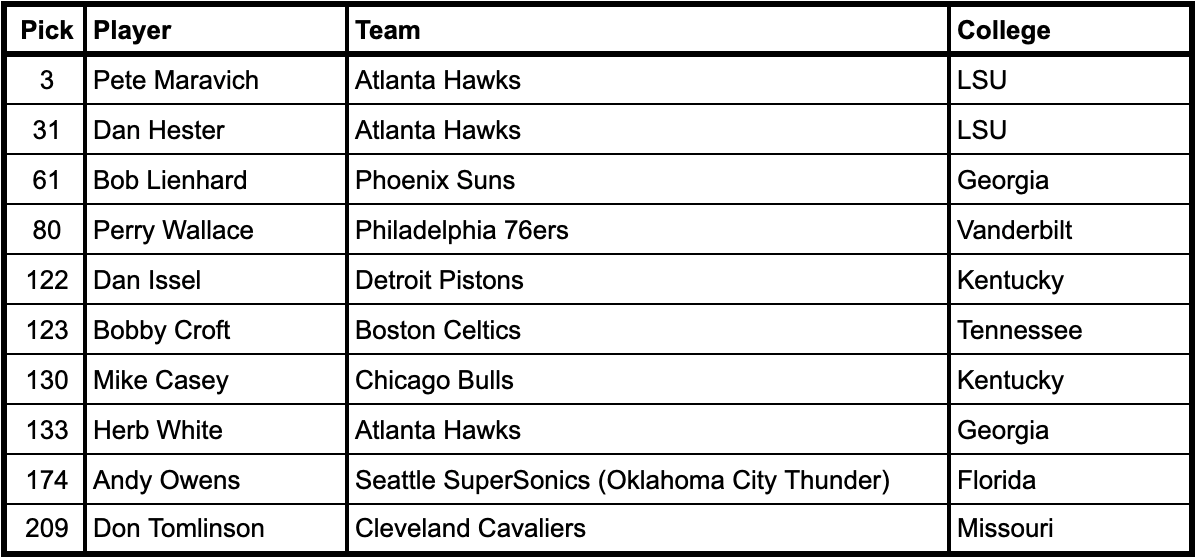 Pick Player Team College
3 Pete Maravich Atlanta Hawks LSU
31 Dan Hester Atlanta Hawks LSU
61 Bob Lienhard Phoenix Suns Georgia
80 Perry Wallace Philadelphia 76ers Vanderbilt
122 Dan Issel Detroit Pistons Kentucky
123 Bobby Croft Boston Celtics Tennessee
130 Mike Casey Chicago Bulls Kentucky
133 Herb White Atlanta Hawks Georgia
174 Andy Owens Seattle SuperSonics (Oklahoma City Thunder) Florida
209 Don Tomlinson Cleveland Cavaliers Missouri